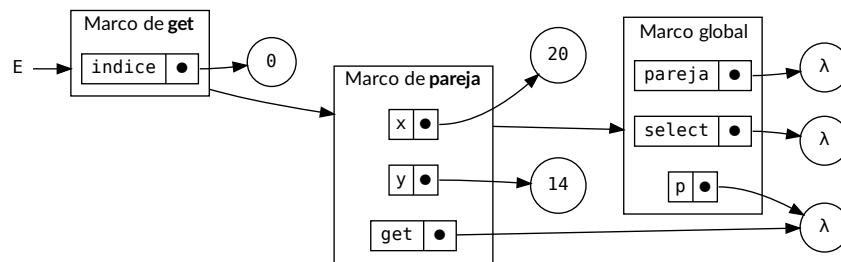 E
Marco de get
indice
0
Marco de pareja
x
20
y
14
get
Marco global
pareja
λ
select
λ
p
λ